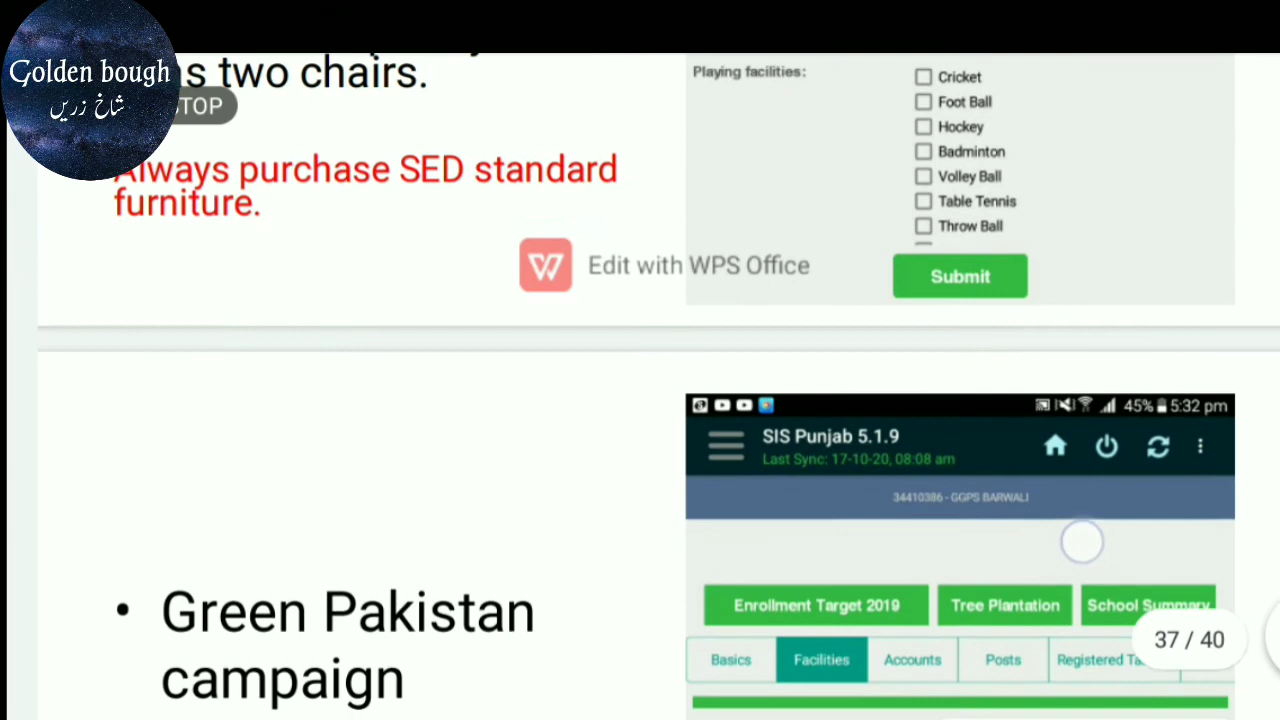 Golden bough
شاخ زریں
s two chairs.
TOP
Always purchase SED standard
furniture.
Playing facilities:
Cricket
Foot Ball
Hockey
Badminton
Volley Ball
Table Tennis
Throw Ball
Submit
Edit with WPS Office
45% 5:32 pm
SIS Punjab 5.1.9
Last Sync: 17-10-20, 08:08 am
34410386 - GGPS BARWALI
Enrollment Target 2019 Tree Plantation School Summary
37 / 40
Basics Facilities Accounts Posts Registered
• Green Pakistan
campaign